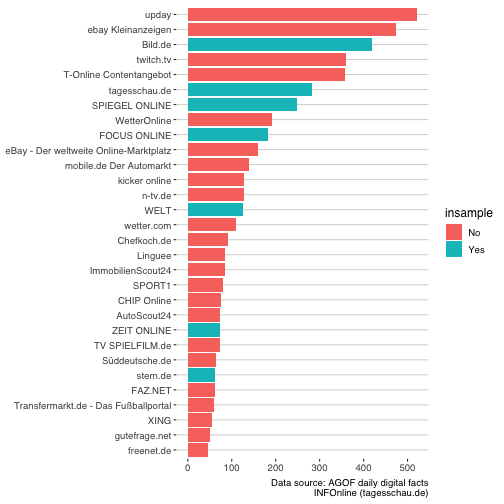 upday
ebay Kleinanzeigen
Bild.de
twitch.tv
T-Online Contentangebot
tagesschau.de
SPIEGEL ONLINE
WetterOnline
FOCUS ONLINE
eBay - Der weltweite Online-Marktplatz
mobile.de Der Automarkt
kicker online
n-tv.de
WELT
wetter.com
Chefkoch.de
Linguee
ImmobilienScout24
SPORT1
CHIP Online
AutoScout24
ZEIT ONLINE
TV SPIELFILM.de
Süddeutsche.de
stern.de
FAZ.NET
Transfermarkt.de - Das Fußballportal
XING
gutefrage.net
freenet.de
0 100 200 300 400 500
insample
No
Yes
Data source: AGOF daily digital facts
INFOnline (tagesschau.de)